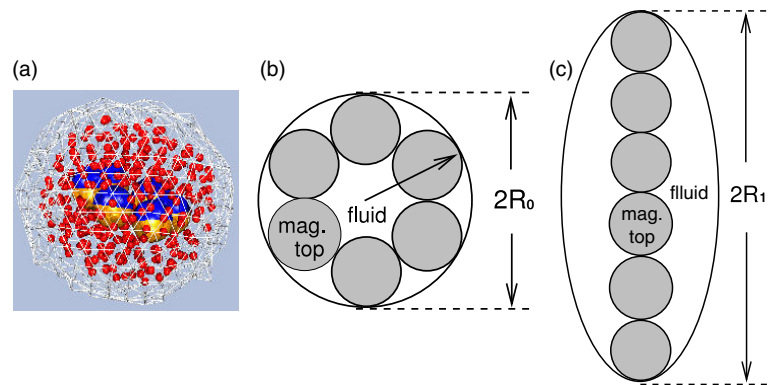 (a)
(b)
(c)
mag.
top
fluid
2R₀
mag.
top
flluid
2R₁